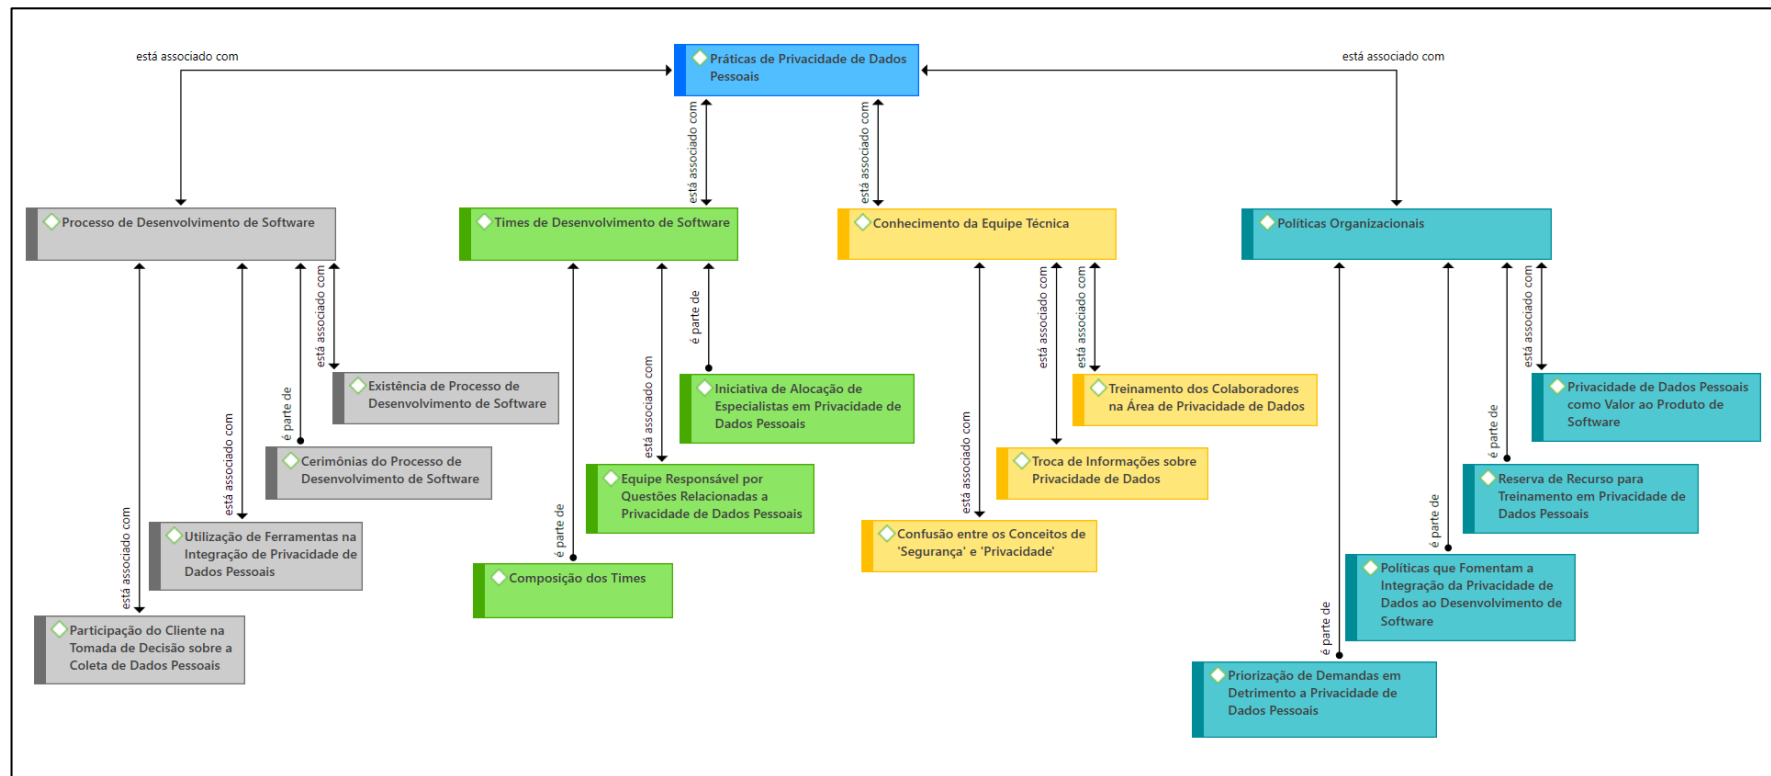 está associado com
Práticas de Privacidade de Dados
Pessoais
está associado com
está associado com
está associado com
Processo de Desenvolvimento de Software
Times de Desenvolvimento de Software
Conhecimento da Equipe Técnica
Políticas Organizacionais
está associado com
está associado com
é parte de
está associado com
é parte de
está associado com
é parte de
está associado com
está associado com
está associado com
é parte de
é parte de
é parte de
está associado com
Existência de Processo de
Desenvolvimento de Software
Cerimônias do Processo de
Desenvolvimento de Software
Utilização de Ferramentas na
Integração de Privacidade de
Dados Pessoais
Participação do Cliente na
Tomada de Decisão sobre a
Coleta de Dados Pessoais
Iniciativa de Alocação de
Especialistas em Privacidade de
Dados Pessoais
Equipe Responsável por
Questões Relacionadas a
Privacidade de Dados Pessoais
Composição dos Times
Treinamento dos Colaboradores
na Área de Privacidade de Dados
Troca de Informações sobre
Privacidade de Dados
Confusão entre os Conceitos de
'Segurança' e 'Privacidade'
Privacidade de Dados Pessoais
como Valor ao Produto de
Software
Reserva de Recurso para
Treinamento em Privacidade de
Dados Pessoais
Políticas que Fomentam a
Integração da Privacidade de
Dados ao Desenvolvimento de
Software
Priorização de Demandas em
Detrimento a Privacidade de
Dados Pessoais